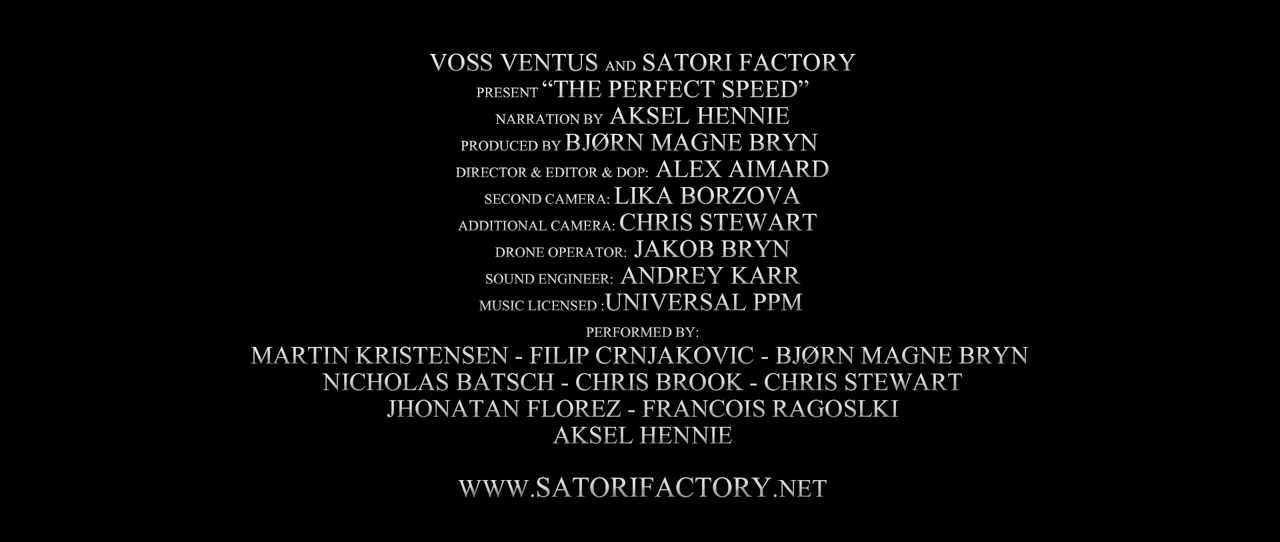 VOSS VENTUS AND SATORI FACTORY
PRESENT “THE PERFECT SPEED”
NARRATION BY AKSEL HENNIE
PRODUCED BY BJØRN MAGNE BRYN
DIRECTOR & EDITOR & DOP: ALEX AIMARD
SECOND CAMERA: LIKA BORZOVA
ADDITIONAL CAMERA: CHRIS STEWART
DRONE OPERATOR: JAKOB BRYN
SOUND ENGINEER: ANDREY KARR
MUSIC LICENSED :UNIVERSAL PPM
PERFORMED BY:
MARTIN KRISTENSEN - FILIP CRNJAKOVIC - BJØRN MAGNE BRYN
NICHOLAS BATSCH - CHRIS BROOK - CHRIS STEWART
JHONATAN FLOREZ - FRANCOIS RAGOSLKI
AKSEL HENNIE
WWW.SATORIFACTORY.NET